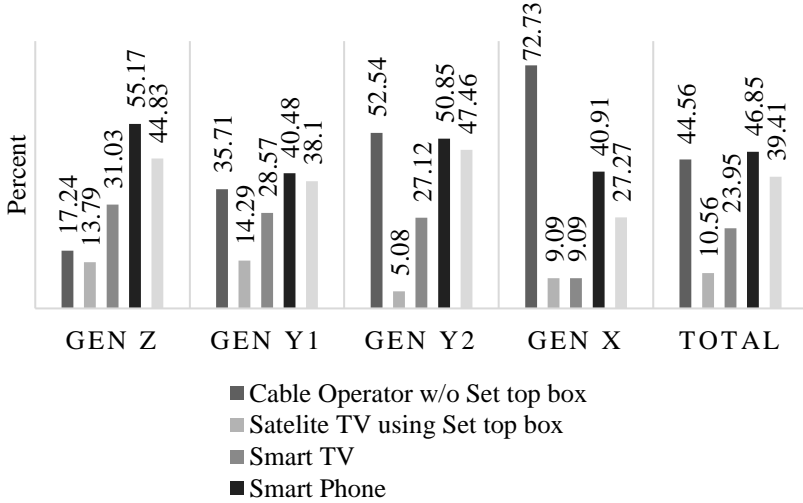 Percent
17.24
13.79
31.03
55.17
44.83
35.71
14.29
28.57
40.48
38.1
52.54
5.08
27.12
50.85
47.46
72.73
9.09
9.09
40.91
27.27
44.56
10.56
23.95
46.85
39.41
GEN Z
GEN Y1
GEN Y2
GEN X
TOTAL
Cable Operator w/o Set top box
Satelite TV using Set top box
Smart TV
Smart Phone